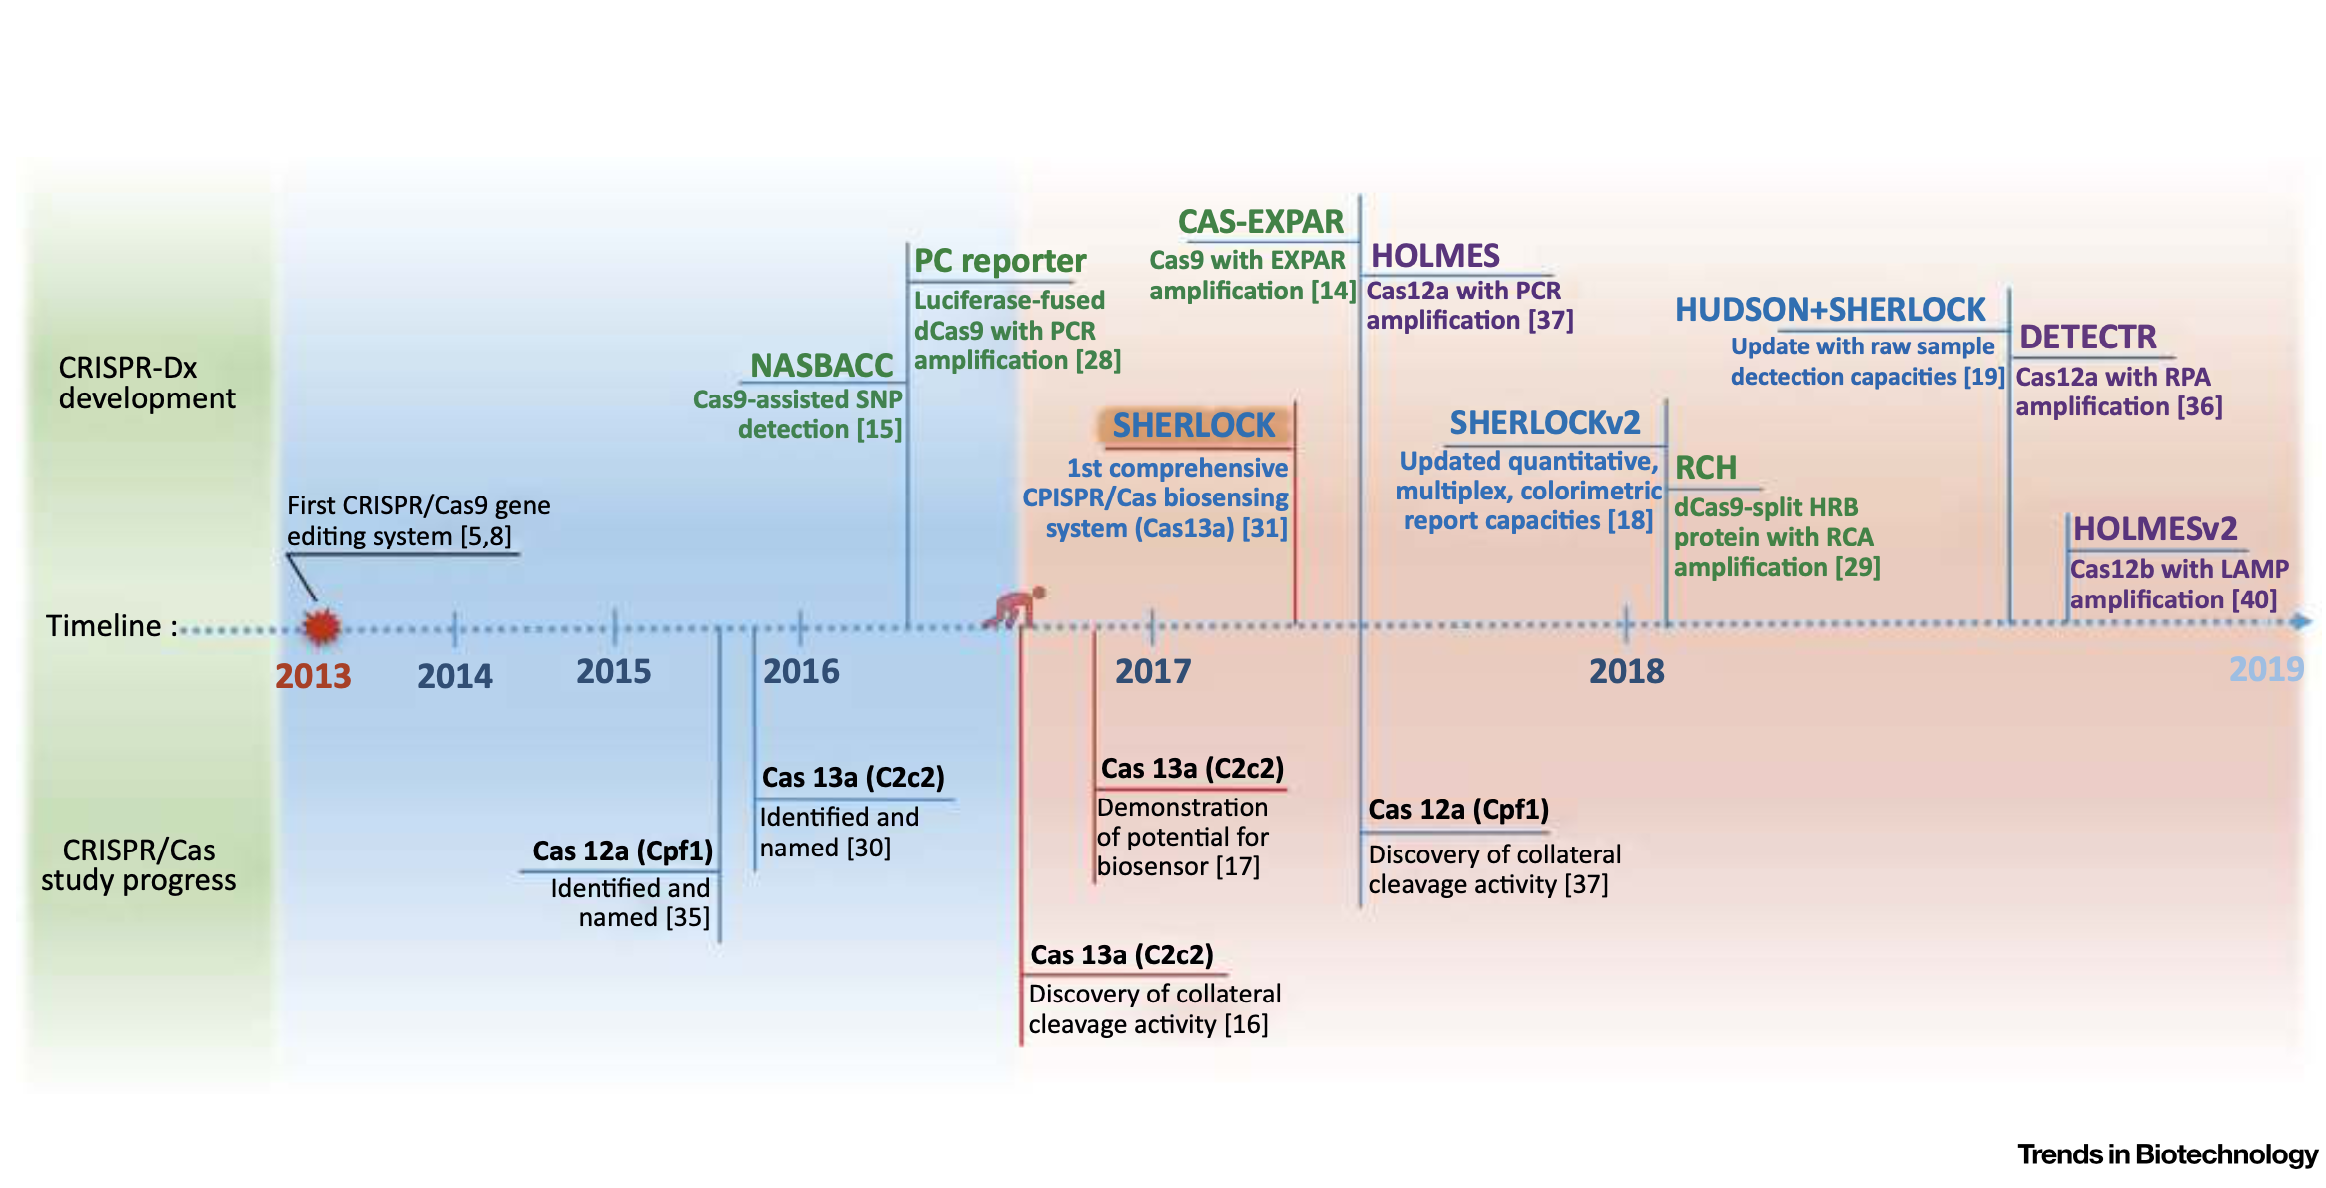 CAS-EXPAR
Cas9 with EXPAR
amplification [14]
HOLMES
Cas12a with PCR
amplification [37]
PC reporter
Luciferase-fused
dCas9 with PCR
amplification [28]
HUDSON+SHERLOCK
Update with raw sample
dectection capacities [19]
DETECTR
Cas12a with RPA
amplification [36]
CRISPR-Dx
development
NASBACC
Cas9-assisted SNP
detection [15]
SHERLOCK
1st comprehensive
CPISPR/Cas biosensing
system (Cas13a) [31]
SHERLOCKv2
Updated quantitative,
multiplex, colorimetric
report capacities [18]
RCH
dCas9-split HRB
protein with RCA
amplification [29]
First CRISPR/Cas9 gene
editing system [5,8]
HOLMESv2
Cas12b with LAMP
amplification [40]
Timeline :
2013
2014
2015
2016
2017
2018
2019
CRISPR/Cas
study progress
Cas 12a (Cpf1)
Identified and
named [35]
Cas 13a (C2c2)
Identified and
named [30]
Cas 13a (C2c2)
Demonstration
of potential for
biosensor [17]
Cas 12a (Cpf1)
Discovery of collateral
cleavage activity [37]
Cas 13a (C2c2)
Discovery of collateral
cleavage activity [16]
Trends in Biotechnology